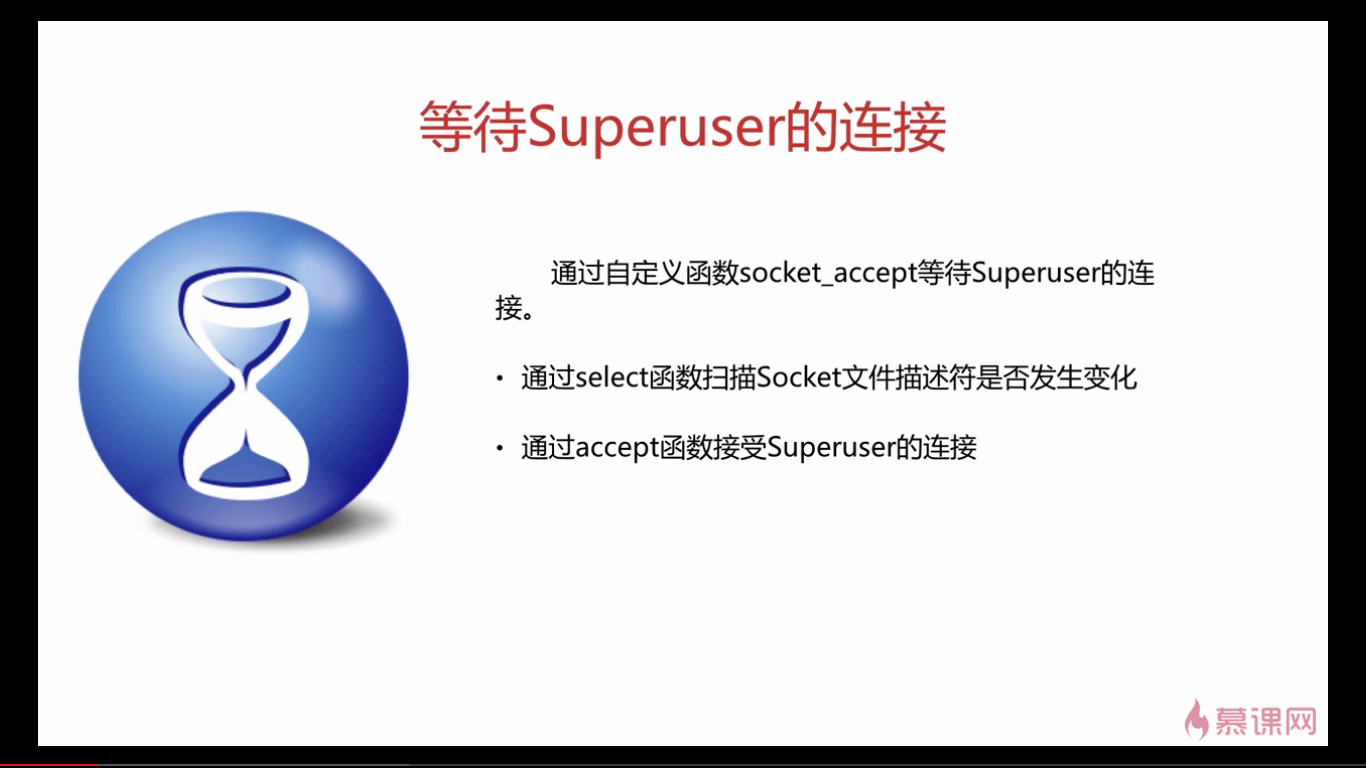 等待Superuser的连接
通过自定义函数socket_accept等待Superuser的连
接。
• 通过select函数扫描Socket文件描述符是否发生变化
• 通过accept函数接受Superuser的连接
慕课网